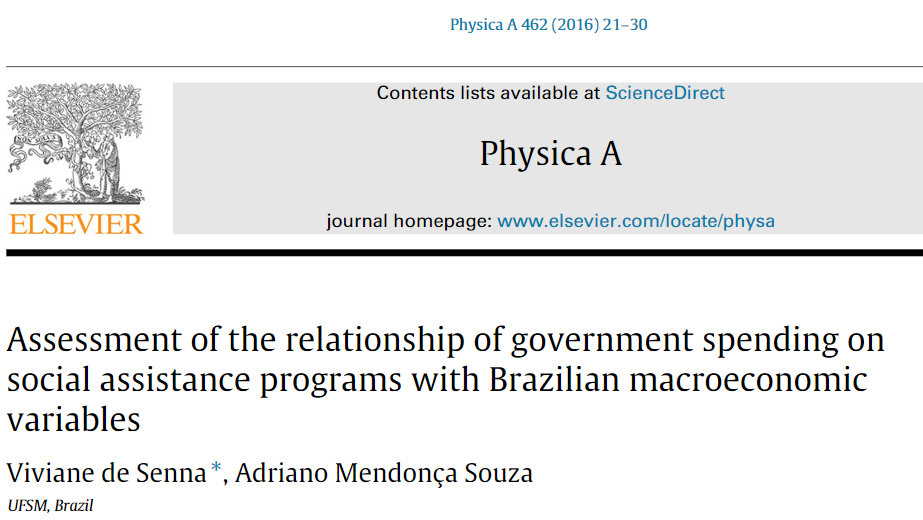 Physica A 462 (2016) 21–30
Contents lists available at ScienceDirect
Physica A
journal homepage: www.elsevier.com/locate/physa
NON SOLUS
ELSEVIER
Assessment of the relationship of government spending on
social assistance programs with Brazilian macroeconomic
variables
Viviane de Senna*, Adriano Mendonça Souza
UFSM, Brazil